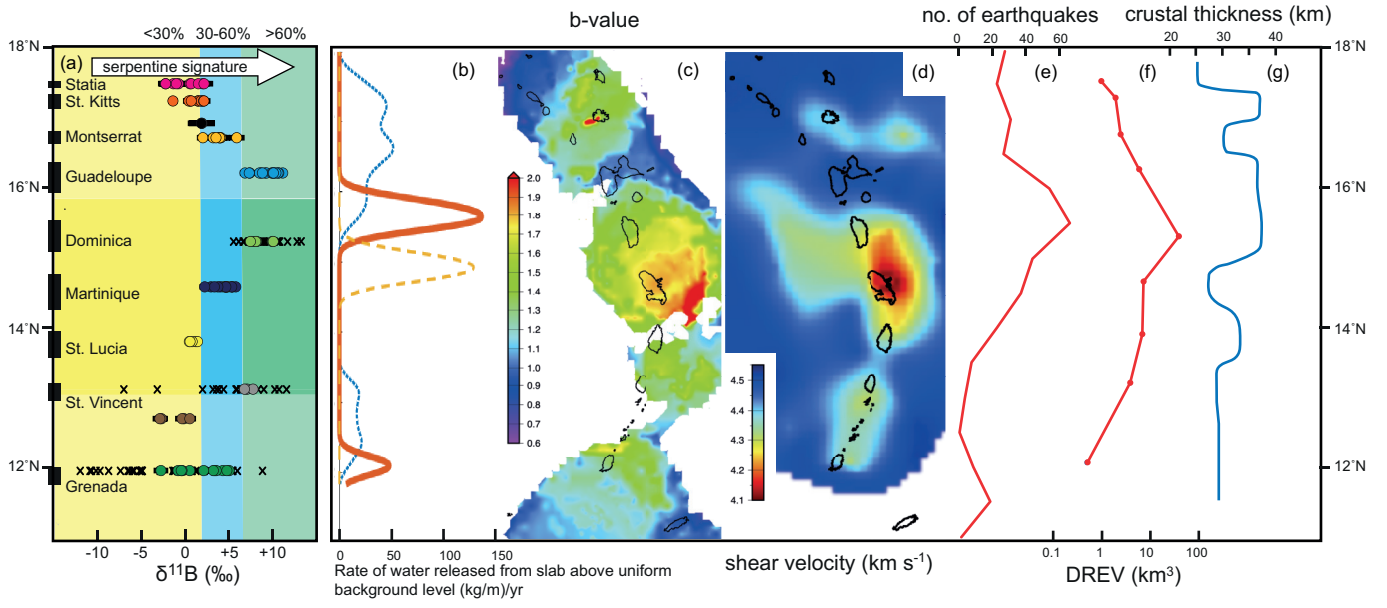 b-value
no. of earthquakes
crustal thickness (km)
<30%
30-60%
>60%
0
20
40
60
20
30
40
18°N
(a)
serpentine signature
(b)
(c)
(d)
(e)
(f)
(g)
18°N
Statia
St. Kitts
Montserrat
Guadeloupe
16°N
16°N
Dominica
Martinique
14°N
14°N
St. Lucia
St. Vincent
12°N
12°N
Grenada
2.0
1.9
1.8
1.7
1.6
1.5
1.4
1.3
1.2
1.1
1.0
0.9
0.8
0.7
0.6
4.5
4.4
4.3
4.2
4.1
-10
-5
0
+5
+10
0
50
100
150
0.1
1
10
100
δ¹¹B (‰)
Rate of water released from slab above uniform
background level (kg/m)/yr
shear velocity (km s⁻¹)
DREV (km³)